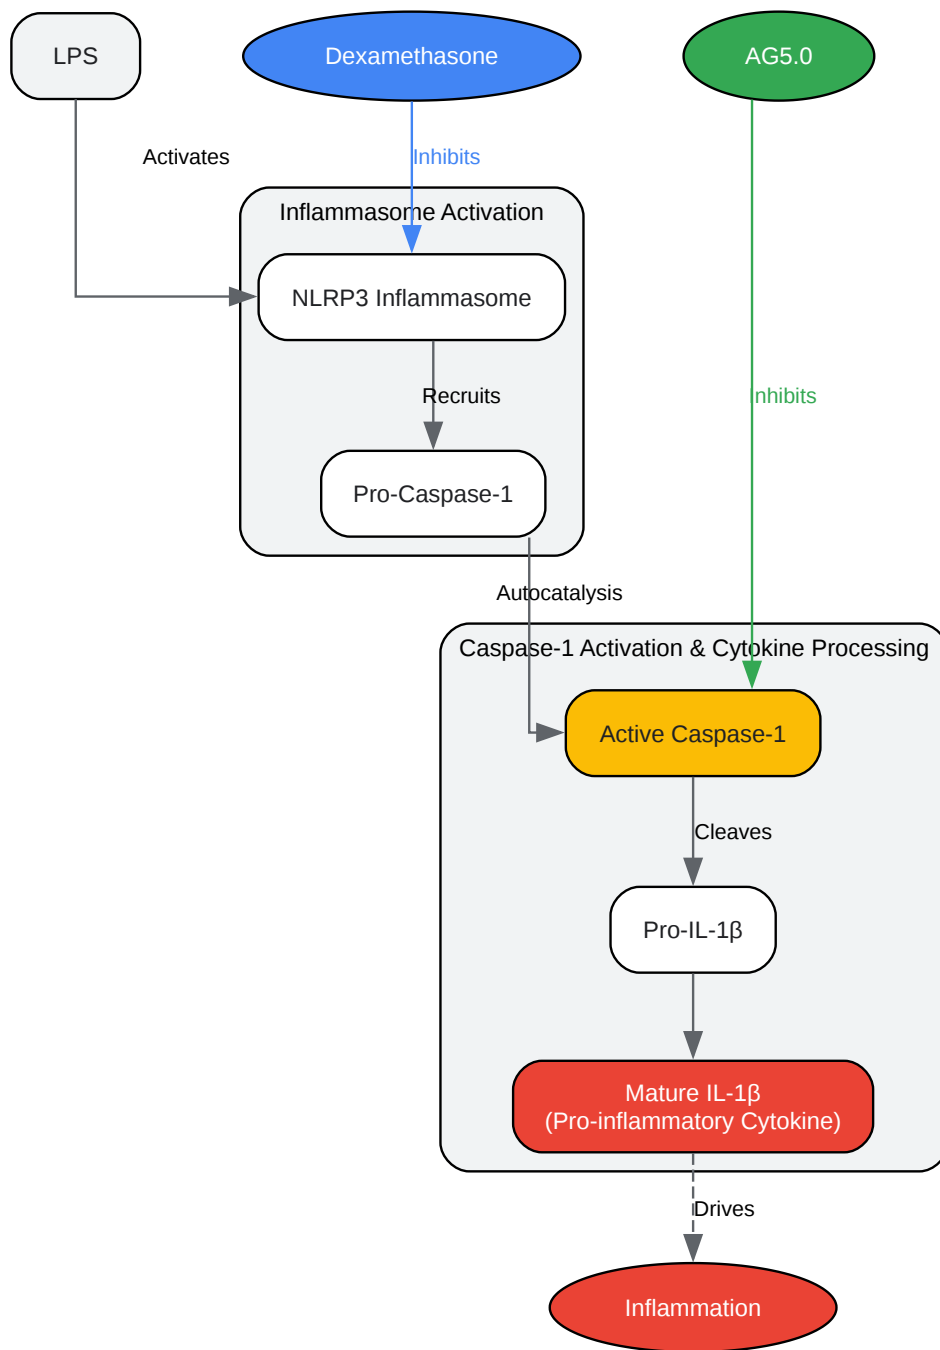 LPS
Dexamethasone
AG5.0
Activates
Inhibits
Inflammasome Activation
NLRP3 Inflammasome
Recruits
Inhibits
Pro-Caspase-1
Autocatalysis
Caspase-1 Activation & Cytokine Processing
Active Caspase-1
Cleaves
Pro-IL-1β
Mature IL-1β
(Pro-inflammatory Cytokine)
Drives
Inflammation